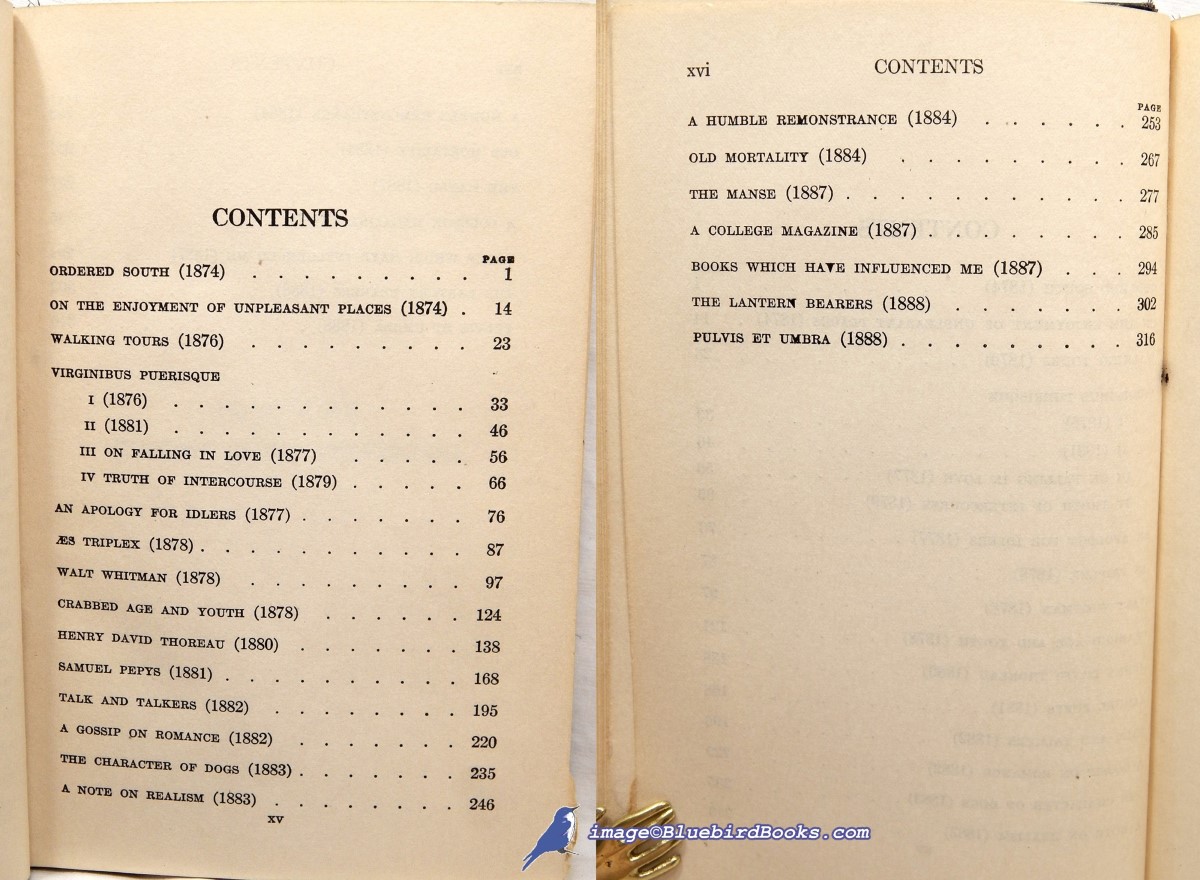 CONTENTS
PAGE
ORDERED SOUTH (1874) . . . . . . . . . 1
ON THE ENJOYMENT OF UNPLEASANT PLACES (1874) . 14
WALKING TOURS (1876) . . . . . . . . . 23
VIRGINIBUS PUERISQUE
I (1876) . . . . . . . . . . . . 33
II (1881) . . . . . . . . . . . . 46
III ON FALLING IN LOVE (1877) . . . . . 56
IV TRUTH OF INTERCOURSE (1879) . . . . . 66
AN APOLOGY FOR IDLERS (1877) . . . . . . . 76
ÆS TRIPLEX (1878) . . . . . . . . . . . 87
WALT WHITMAN (1878) . . . . . . . . . 97
CRABBED AGE AND YOUTH (1878) . . . . . . 124
HENRY DAVID THOREAU (1880) . . . . . . . 138
SAMUEL PEPYS (1881) . . . . . . . . . . 168
TALK AND TALKERS (1882) . . . . . . . . 195
A GOSSIP ON ROMANCE (1882) . . . . . . . 220
THE CHARACTER OF DOGS (1883) . . . . . . . 235
A NOTE ON REALISM (1883) . . . . . . . . 246
xv
xvi CONTENTS
PAGE
A HUMBLE REMONSTRANCE (1884) . . . . . . 253
OLD MORTALITY (1884) . . . . . . . . . 267
THE MANSE (1887) . . . . . . . . . . . 277
A COLLEGE MAGAZINE (1887) . . . . . . . . 285
BOOKS WHICH HAVE INFLUENCED ME (1887) . . . 294
THE LANTERN BEARERS (1888) . . . . . . . 302
PULVIS ET UMBRA (1888) . . . . . . . . . 316
image©BluebirdBooks.com